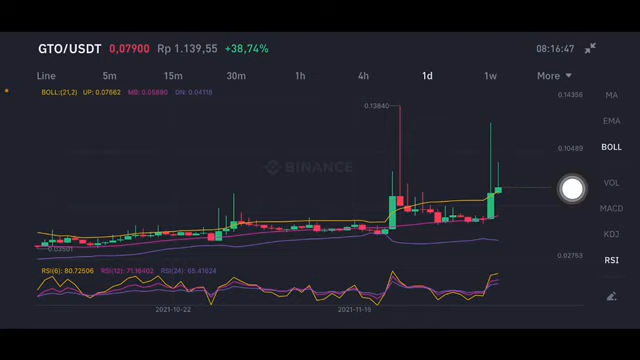 GTO/USDT 0,07900 Rp 1.139,55 +38,74% 08:16:47
Line 5m 15m 30m 1h 4h 1d 1w More
BOLL:(21,2) UP: 0.07662 MB: 0.05890 DN: 0.04118
0.14356
MA
0.13840
EMA
0.10489
BOLL
BINANCE
VOL
MACD
KDJ
0.03501
0.02753
RSI
RSI(6): 80.72506 RSI(12): 71.16402 RSI(24): 65.41624
2021-10-22 2021-11-15